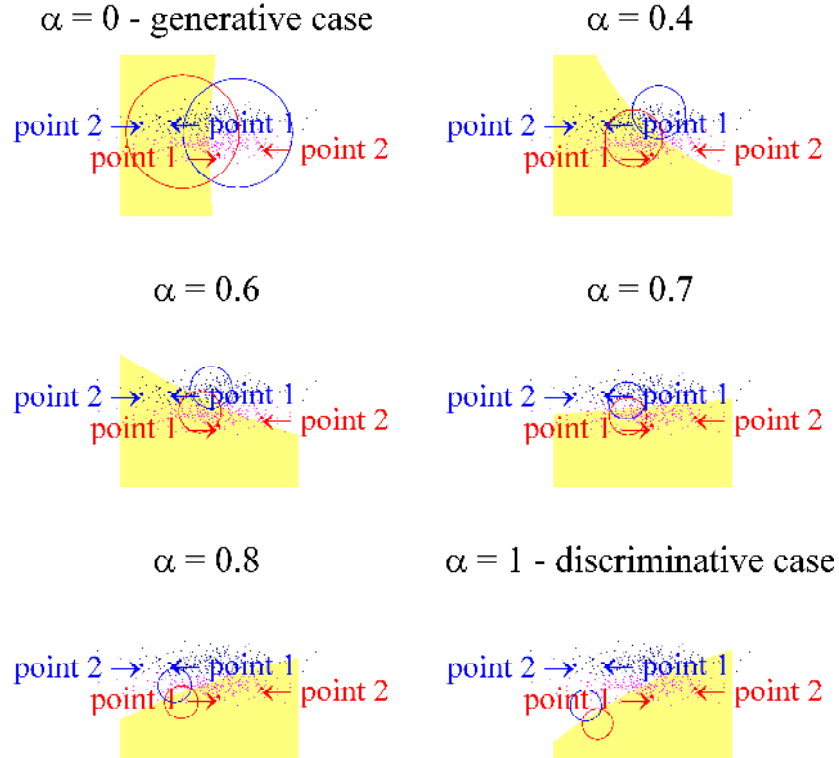 α = 0 - generative case
α = 0.4
point 2
point 1
point 1
point 2
point 2
point 1
point 1
point 2
α = 0.6
α = 0.7
point 2
point 1
point 1
point 2
point 2
point 1
point 1
point 2
α = 0.8
α = 1 - discriminative case
point 2
point 1
point 1
point 2
point 2
point 1
point 1
point 2